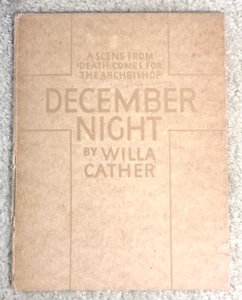 A SCENE FROM
"DEATH COMES FOR
THE ARCHBISHOP"
DECEMBER
NIGHT
BY WILLA
CATHER